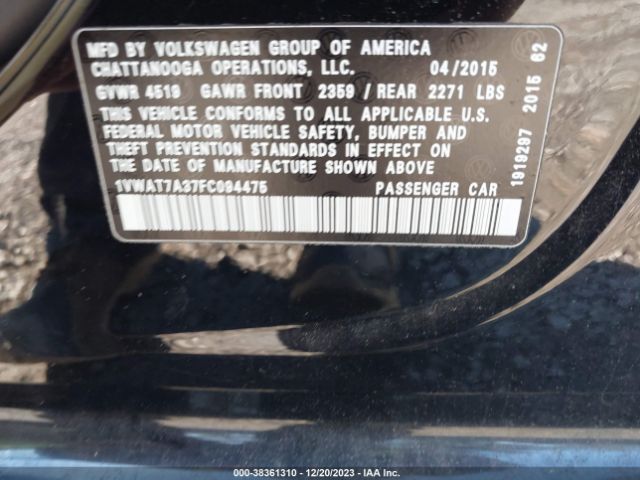 MFD BY VOLKSWAGEN GROUP OF AMERICA
CHATTANOOGA OPERATIONS, LLC. 04/2015
GVWR 4519 GAWR FRONT 2359 / REAR 2271 LBS
THIS VEHICLE CONFORMS TO ALL APPLICABLE U.S.
FEDERAL MOTOR VEHICLE SAFETY, BUMPER AND
THEFT PREVENTION STANDARDS IN EFFECT ON
THE DATE OF MANUFACTURE SHOWN ABOVE
1VWAT7A37FC094475 PASSENGER CAR
1919297 2015 62
000-38361310 - 12/20/2023 - IAA Inc.